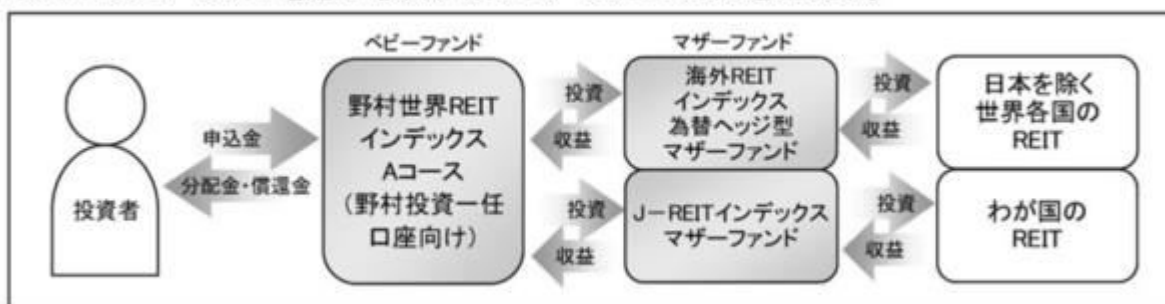 ベビーファンド
マザーファンド
投資者
申込金
分配金・償還金
野村世界REIT
インデックス
Aコース
(野村投資一任
口座向け)
投資
収益
投資
収益
海外REIT
インデックス
為替ヘッジ型
マザーファンド
J-REITインデックス
マザーファンド
投資
収益
投資
収益
日本を除く
世界各国の
REIT
わが国の
REIT